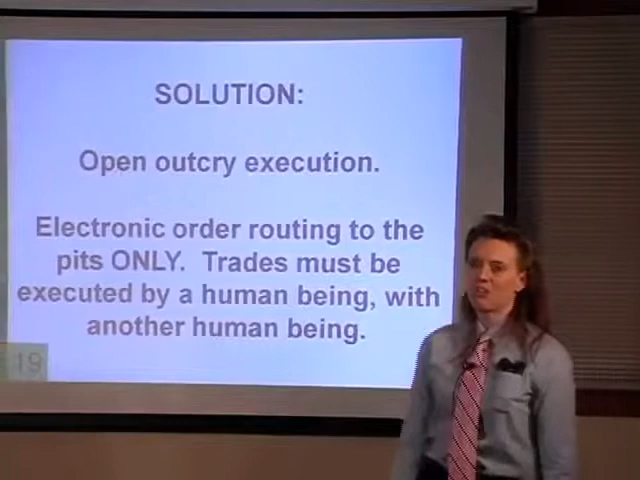 SOLUTION:
Open outcry execution.
Electronic order routing to the
pits ONLY. Trades must be
executed by a human being, with
another human being.
19